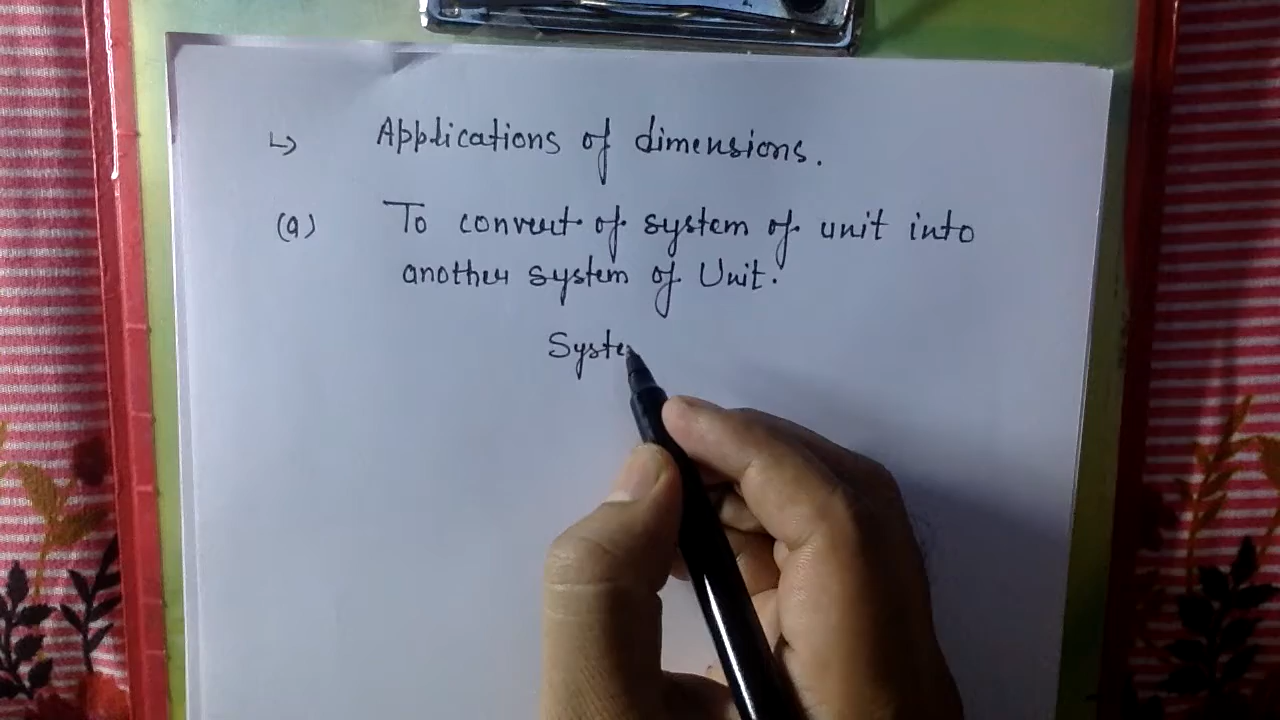 ↳ Applications of dimensions.
(a) To convert of system of unit into
another system of Unit.
Syste